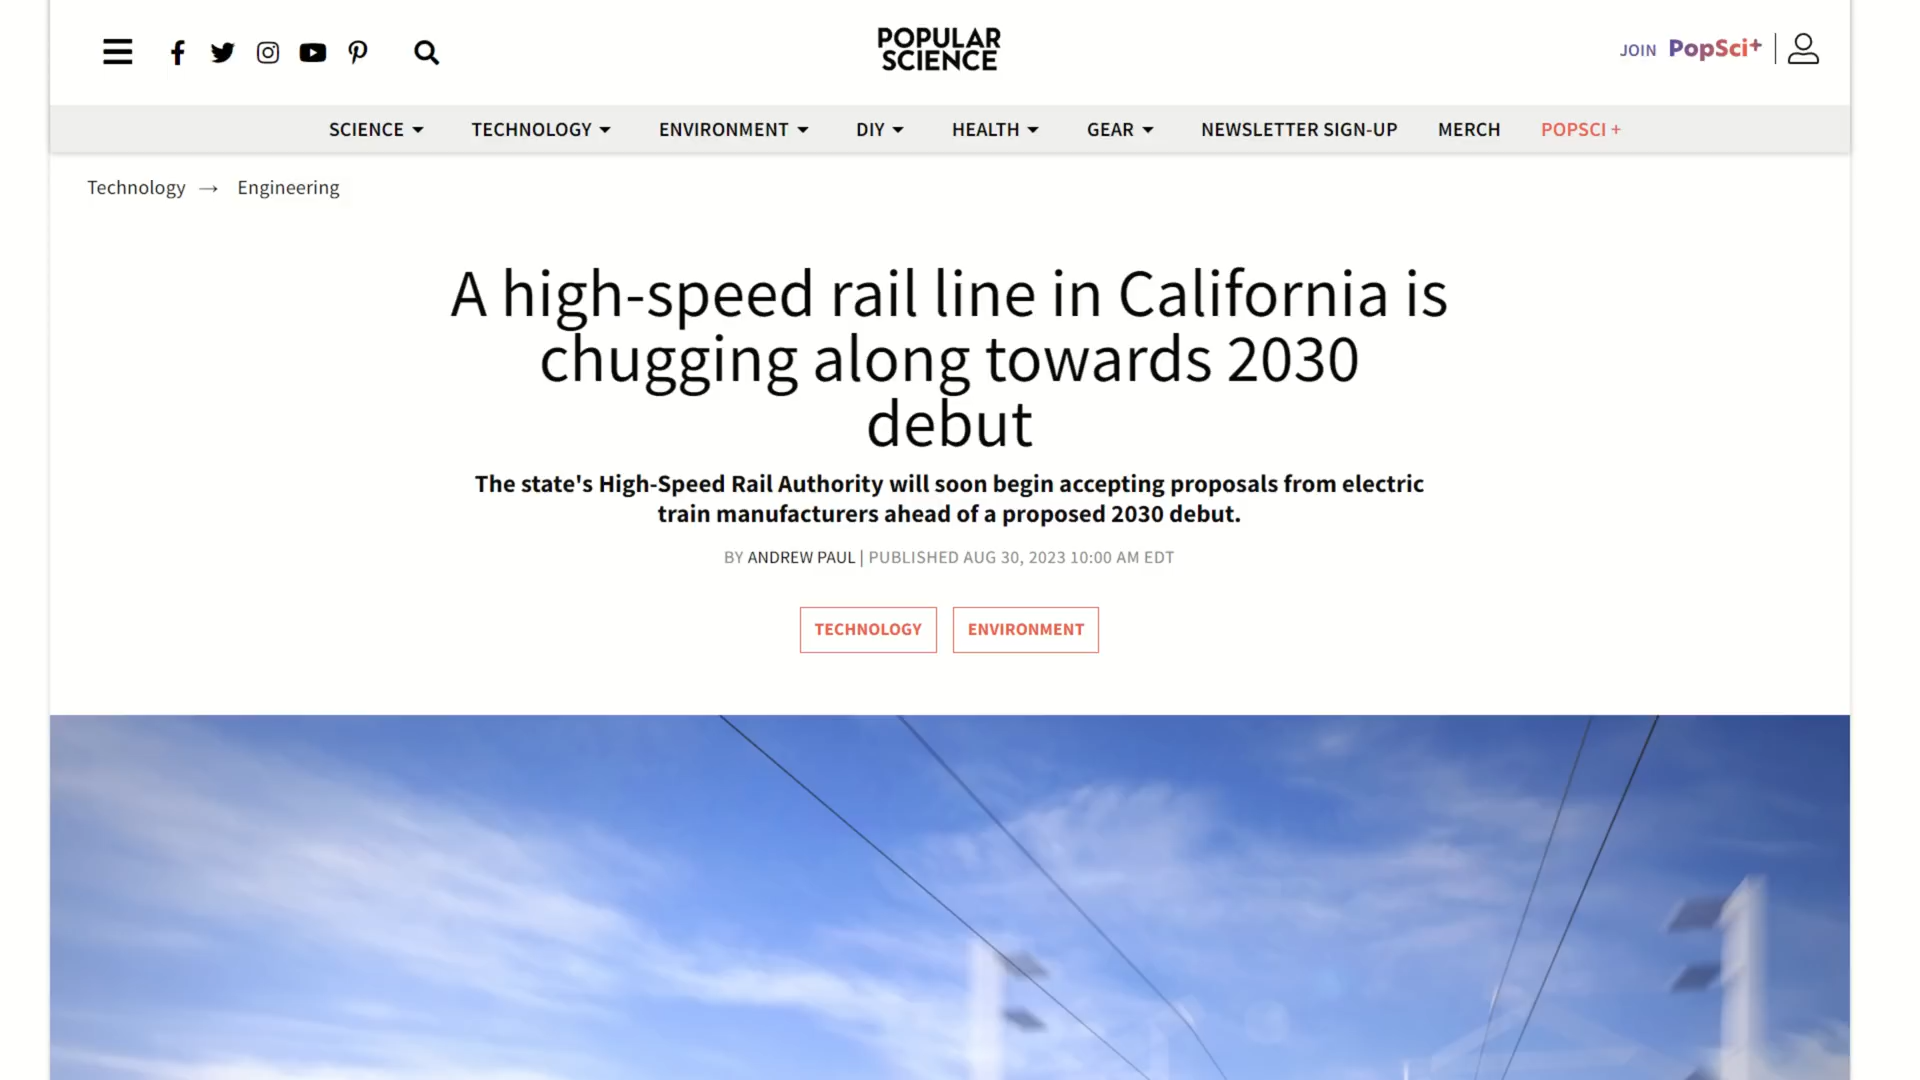 POPULAR
SCIENCE
JOIN PopSci+
SCIENCE TECHNOLOGY ENVIRONMENT DIY HEALTH GEAR NEWSLETTER SIGN-UP MERCH POPSCI +
Technology → Engineering
A high-speed rail line in California is
chugging along towards 2030
debut
The state's High-Speed Rail Authority will soon begin accepting proposals from electric
train manufacturers ahead of a proposed 2030 debut.
BY ANDREW PAUL | PUBLISHED AUG 30, 2023 10:00 AM EDT
TECHNOLOGY ENVIRONMENT